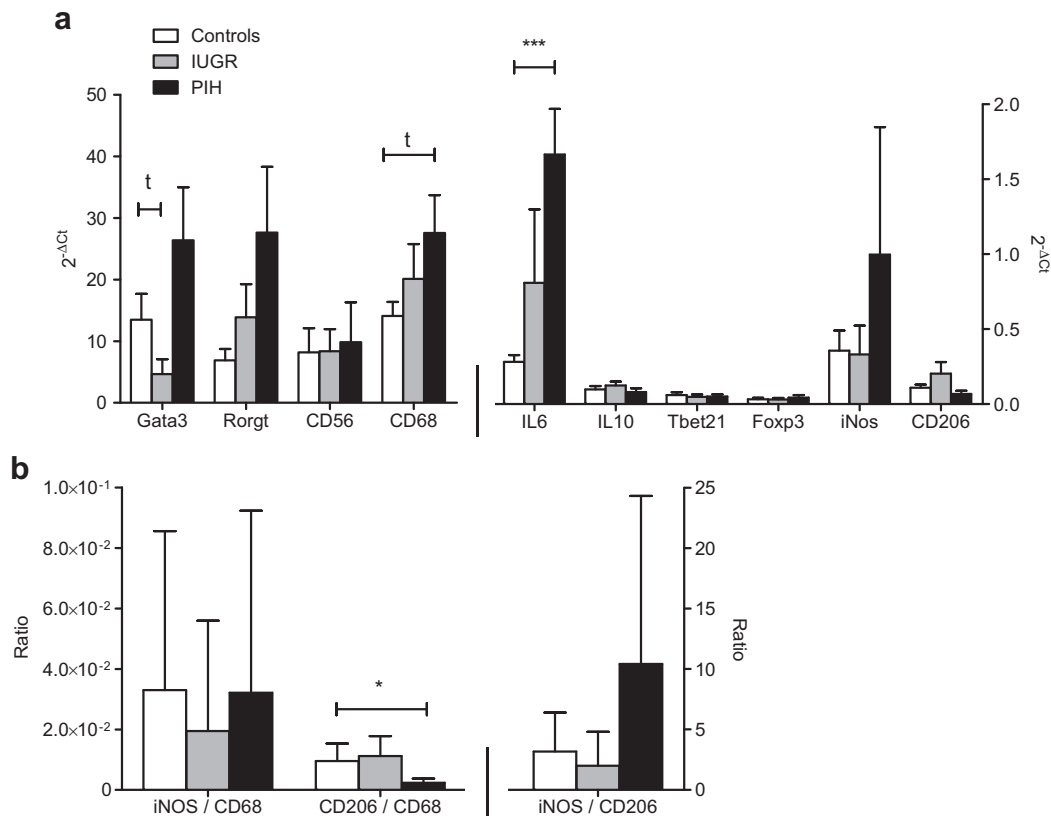 a
Controls
IUGR
PIH
***
50
40
30
20
10
0
2-ΔCt
t
t
Gata3 Rorgt CD56 CD68
2.0
1.5
1.0
0.5
0.0
2-ΔCt
IL6 IL10 Tbet21 Foxp3 iNos CD206
b
1.0×10-1
8.0×10-2
6.0×10-2
4.0×10-2
2.0×10-2
0
Ratio
*
iNOS / CD68 CD206 / CD68
25
20
15
10
5
0
Ratio
iNOS / CD206